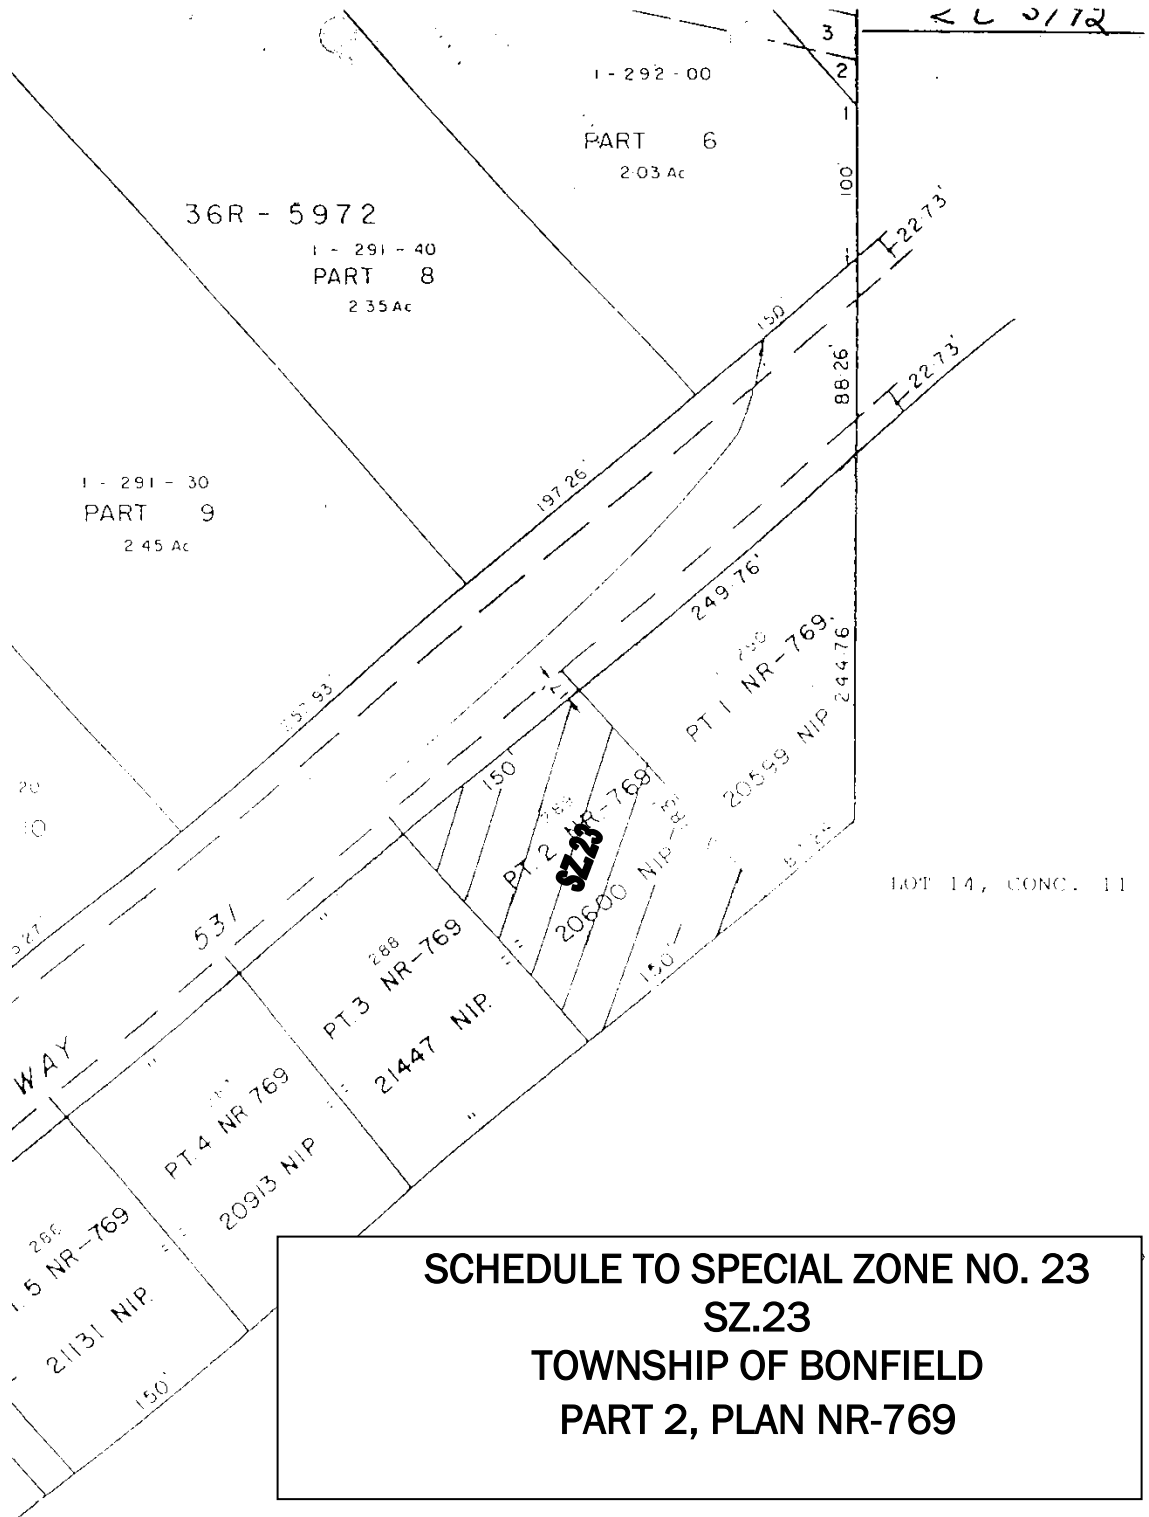 3
2
1
1-292-00
PART 6
2.03 Ac
100'
36R-5972
1-291-40
PART 8
2.35 Ac
22.73'
150'
88.26'
22.73'
1-291-30
PART 9
2.45 Ac
197.26'
249.76'
244.76
PT 1 NR-769
20599 NIP
150'
PT. 2 NR-769
SZ.23
20600 NIP
150'
LOT 14, CONC. 11
531
WAY
288
PT. 3 NR-769
21447 NIP.
PT. 4 NR 769
20913 NIP
5 NR-769
21131 NIP.
150'
SCHEDULE TO SPECIAL ZONE NO. 23
SZ.23
TOWNSHIP OF BONFIELD
PART 2, PLAN NR-769